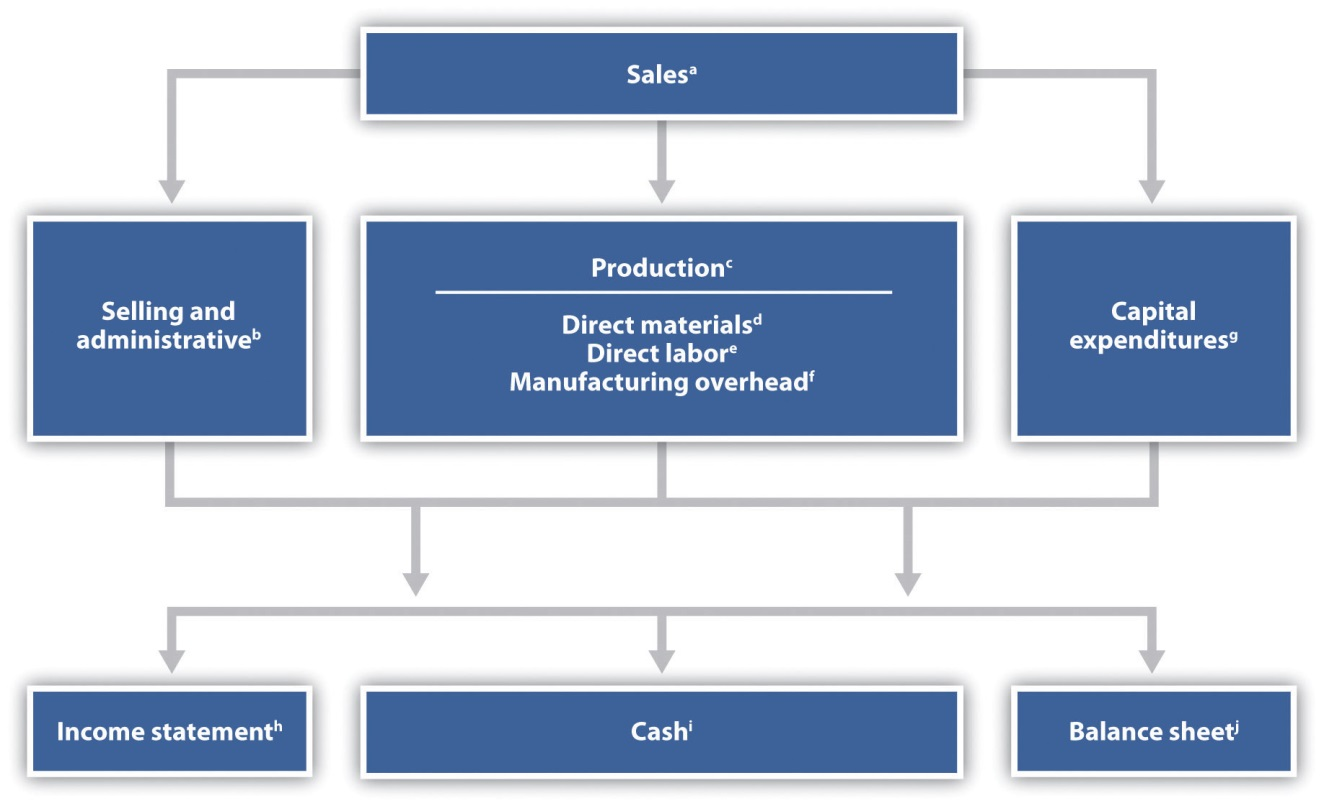 Salesᵃ
Selling and
administrativeᵇ
Productionᶜ
Direct materialsᵈ
Direct laborᵉ
Manufacturing overheadᶠ
Capital
expendituresᵍ
Income statementʰ
Cashⁱ
Balance sheetʲ